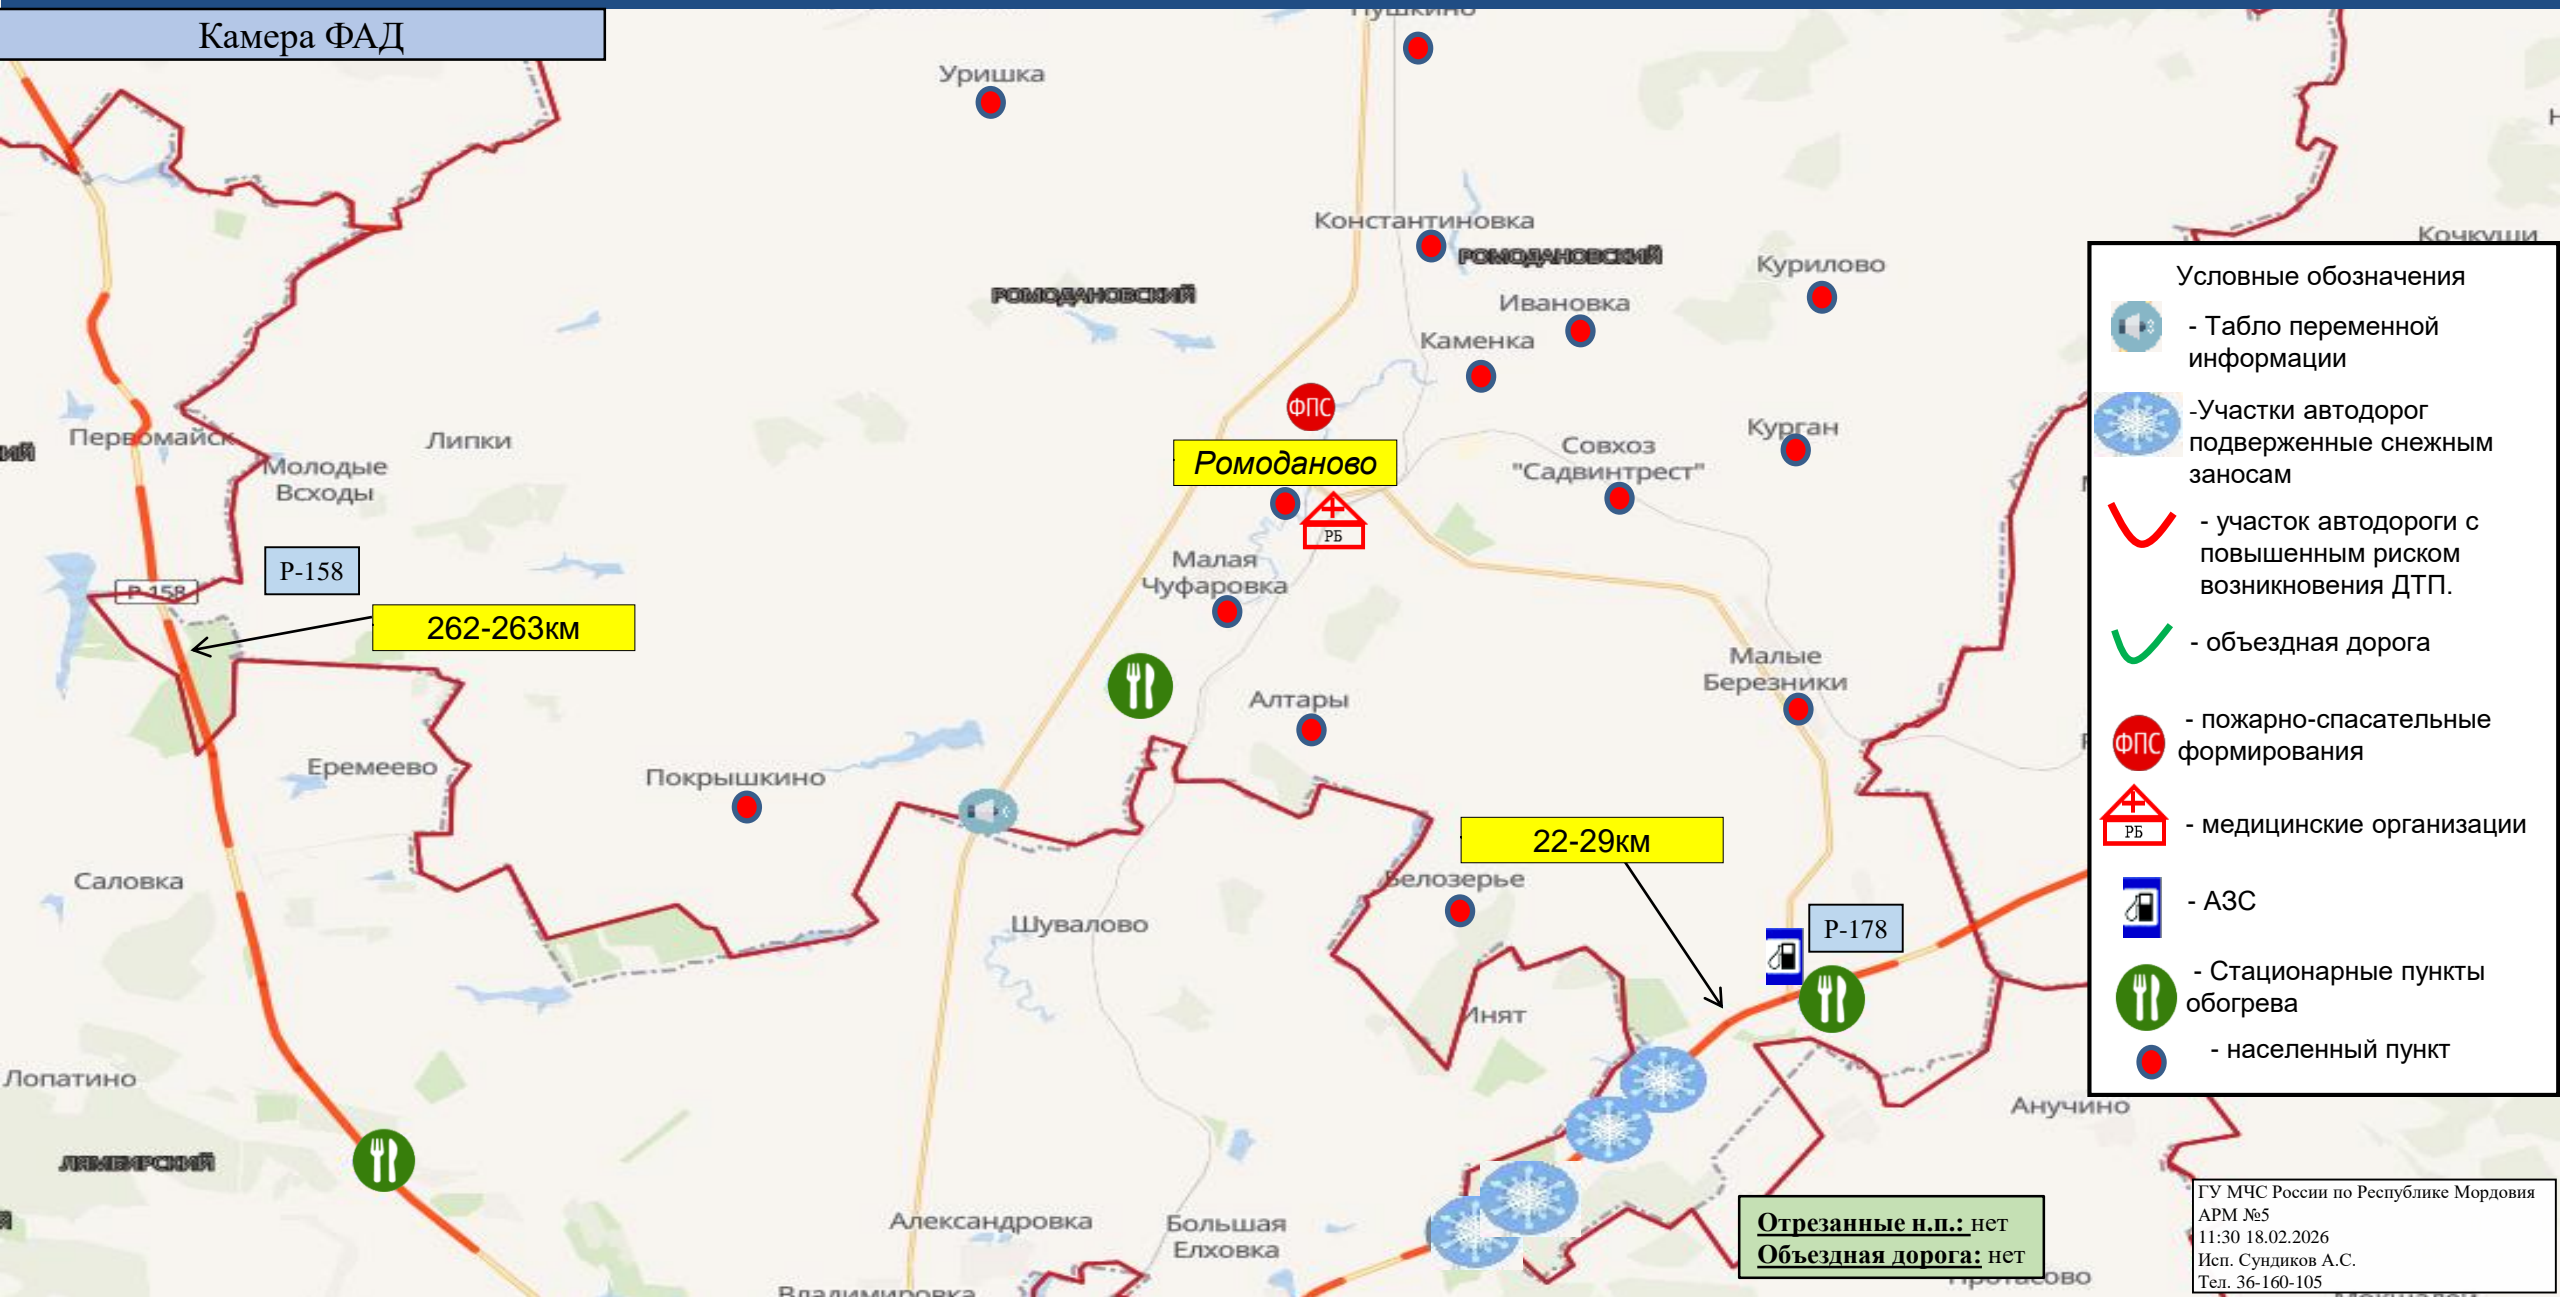 Камера ФАД
Пушкино
Уришка
Константиновка
РОМОДАНОВСКИЙ
РОМОДАНОВСКИЙ
Кочкуши
Курилово
Ивановка
Каменка
ФПС
Первомайск
Липки
Молодые
Всходы
Ромоданово
РБ
Совхоз
"Садвинтрест"
Курган
Малая
Чуфаровка
Р-158
Р-158
262-263км
Малые
Березники
Алтары
Еремеево
Покрышкино
22-29км
Саловка
Белозерье
Шувалово
Р-178
Инят
Лопатино
Анучино
ЛЯМБИРСКИЙ
Александровка
Большая
Елховка
Владимировка
Протасово
Условные обозначения
- Табло переменной
информации
-Участки автодорог
подверженные снежным
заносам
- участок автодороги с
повышенным риском
возникновения ДТП.
- объездная дорога
ФПС
- пожарно-спасательные
формирования
РБ
- медицинские организации
- АЗС
- Стационарные пункты
обогрева
- населенный пункт
Отрезанные н.п.: нет
Объездная дорога: нет
ГУ МЧС России по Республике Мордовия
АРМ №5
11:30 18.02.2026
Исп. Сундиков А.С.
Тел. 36-160-105